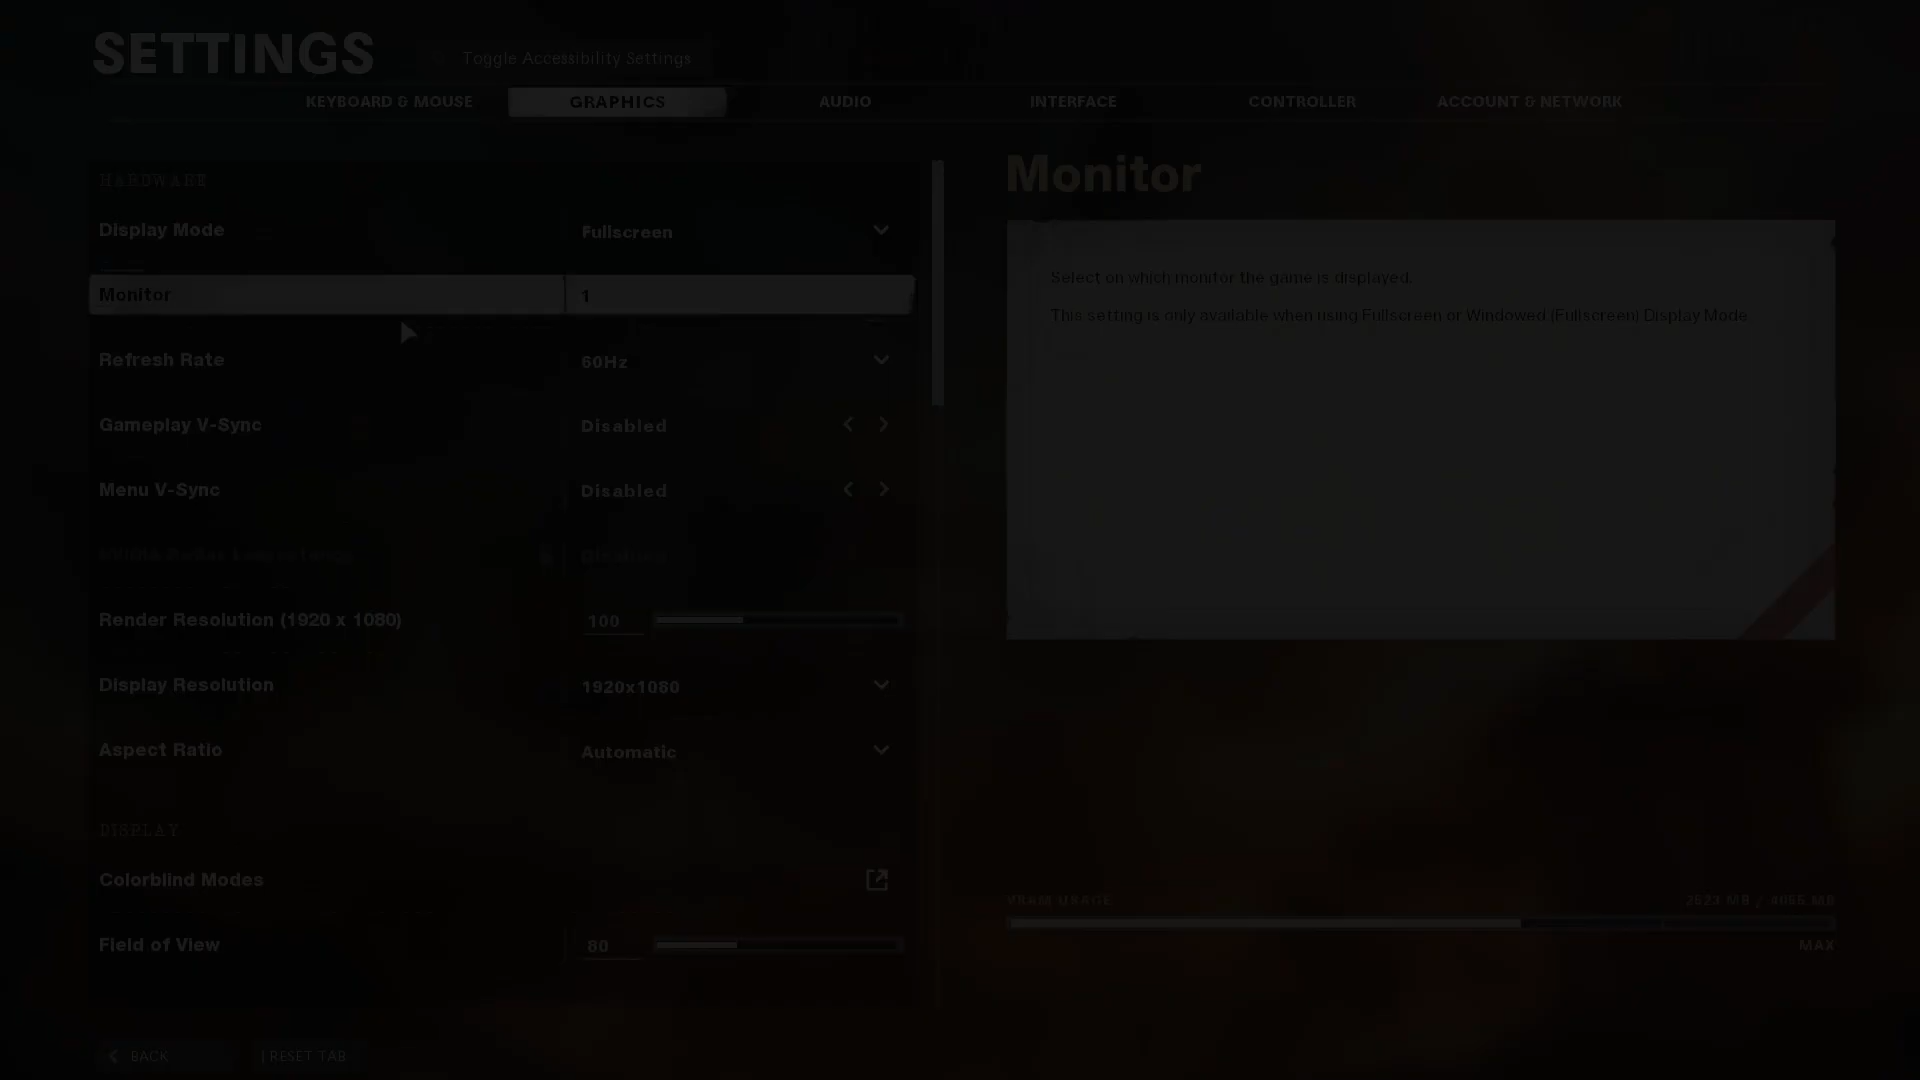 SETTINGS
Toggle Accessibility Settings
KEYBOARD & MOUSE
GRAPHICS
AUDIO
INTERFACE
CONTROLLER
ACCOUNT & NETWORK
HARDWARE
Display Mode
Fullscreen
Monitor
1
Refresh Rate
60Hz
Gameplay V-Sync
Disabled
Menu V-Sync
Disabled
Disabled
Render Resolution (1920 x 1080)
100
Display Resolution
1920x1080
Aspect Ratio
Automatic
DISPLAY
Colorblind Modes
Field of View
80
Monitor
Select on which monitor the game is displayed.
This setting is only available when using Fullscreen or Windowed (Fullscreen) Display Mode
VRAM USAGE
MAX
BACK
RESET TAB